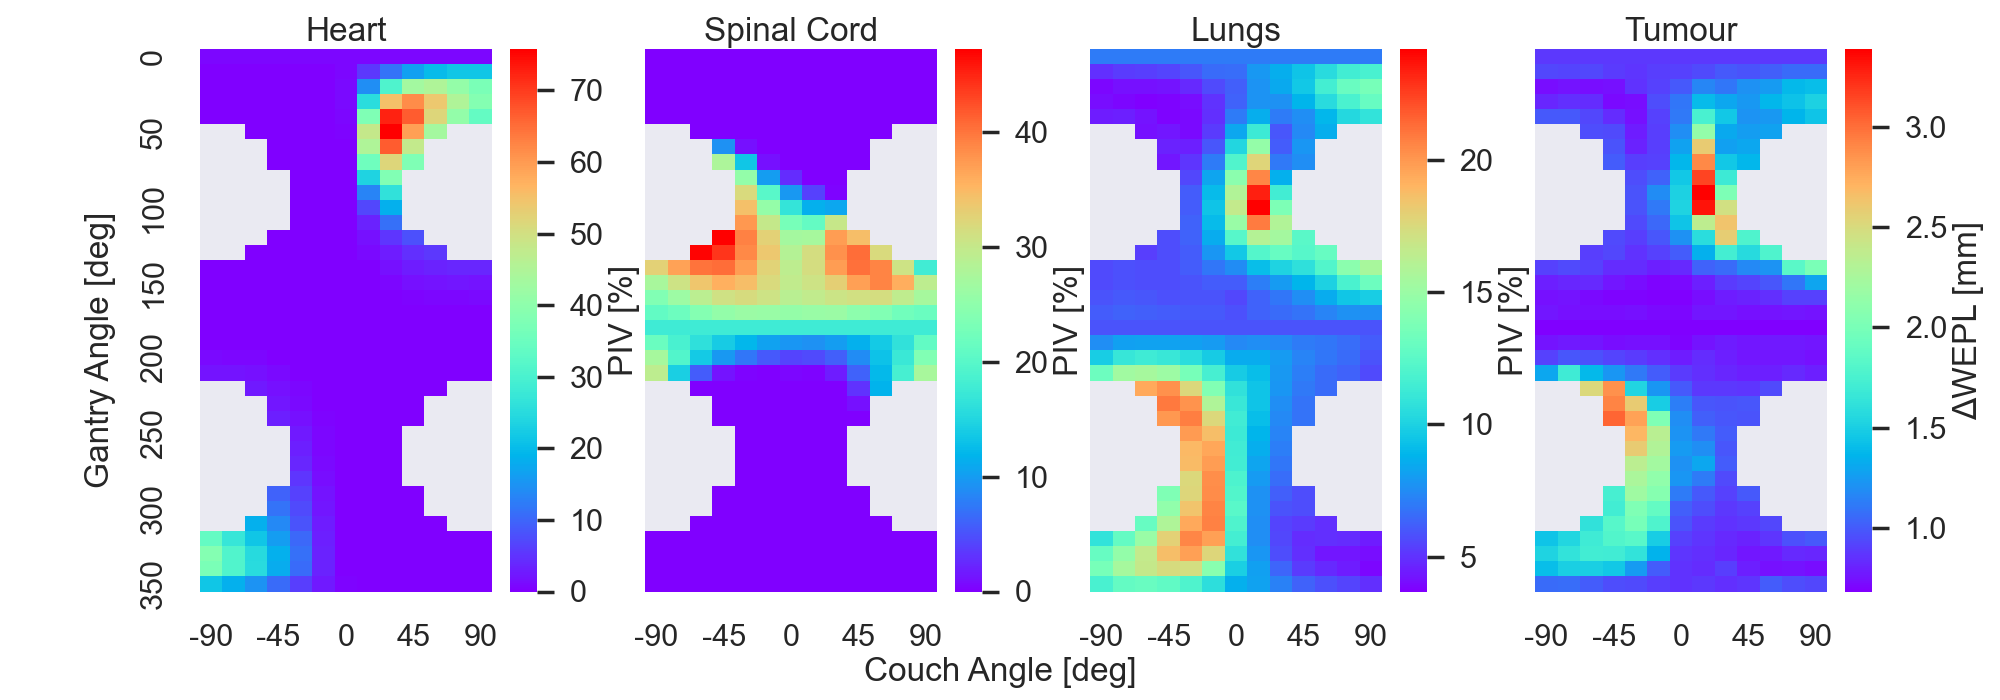 Heart
Spinal Cord
Lungs
Tumour
Gantry Angle [deg]
0
50
100
150
200
250
300
350
-90 -45 0 45 90
70
60
50
40
30
20
10
0
PIV [%]
-90 -45 0 45 90
40
30
20
10
0
PIV [%]
-90 -45 0 45 90
20
15
10
5
PIV [%]
-90 -45 0 45 90
3.0
2.5
2.0
1.5
1.0
ΔWEPL [mm]
Couch Angle [deg]